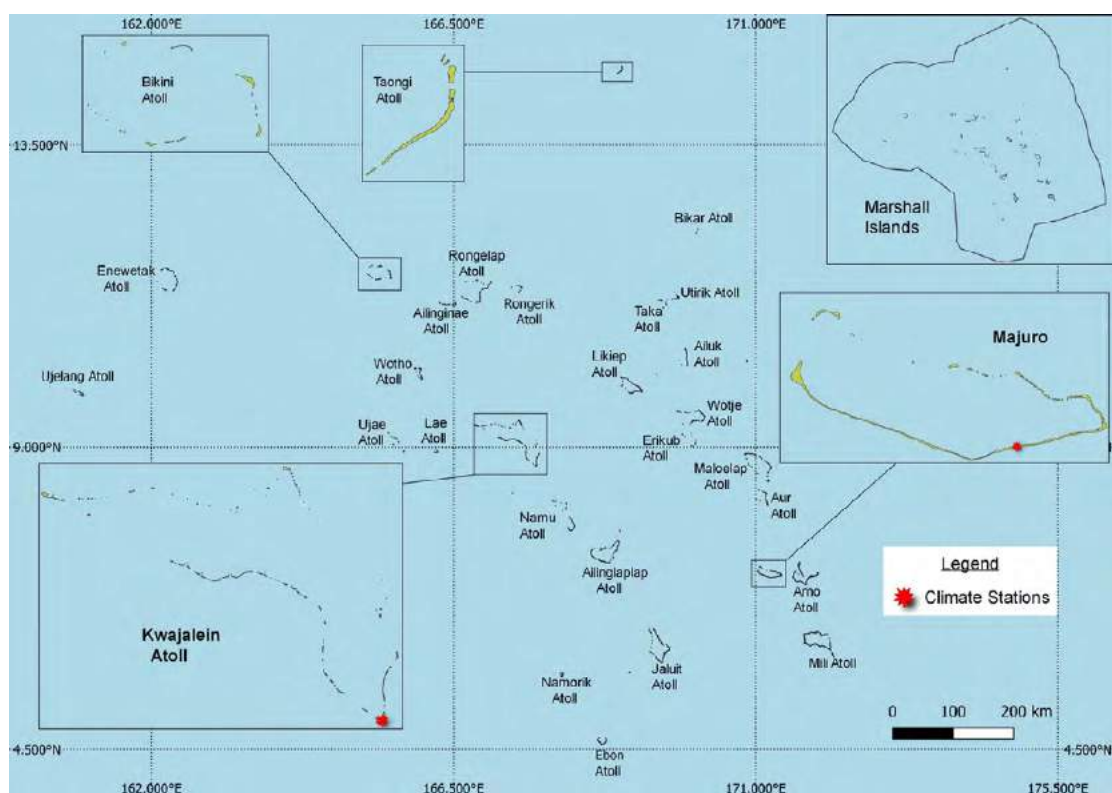 162.000°E
166.500°E
171.000°E
Bikini
Atoll
Taongi
Atoll
13.500°N
Marshall
Islands
Bikar Atoll
Enewetak
Atoll
Rongelap
Atoll
Rongerik
Atoll
Ailinginae
Atoll
Utirik Atoll
Taka
Atoll
Majuro
Ailuk
Atoll
Likiep
Atoll
Wotho
Atoll
Ujelang Atoll
Wotje
Atoll
Ujae
Atoll
Lae
Atoll
Erikub
Atoll
9.000°N
Maloelap
Atoll
Aur
Atoll
Namu
Atoll
Ailinglaplap
Atoll
Legend
Climate Stations
Arno
Atoll
Kwajalein
Atoll
Mili Atoll
Jaluit
Atoll
Namorik
Atoll
0 100 200 km
4.500°N
Ebon
Atoll
4.500°N
162.000°E
166.500°E
171.000°E
175.500°E